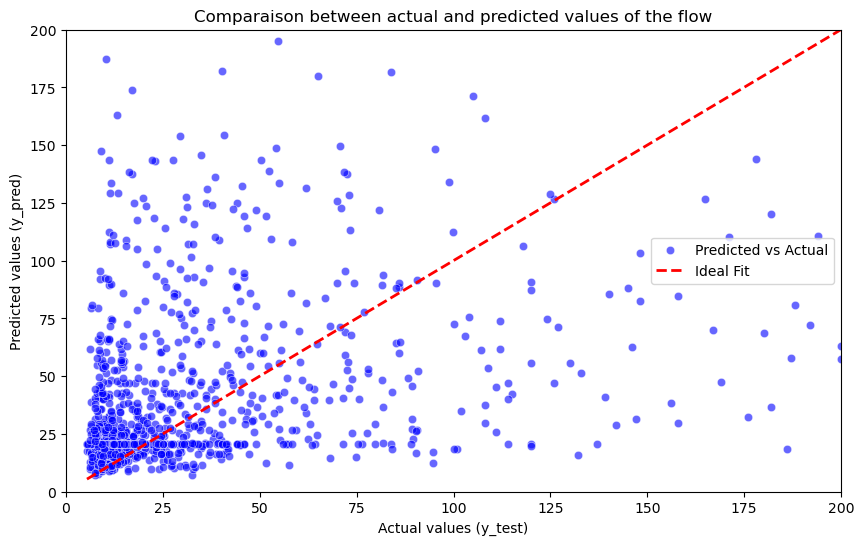 Comparaison between actual and predicted values of the flow
200
175
150
125
100
75
50
25
0
Predicted values (y_pred)
Predicted vs Actual
Ideal Fit
0 25 50 75 100 125 150 175 200
Actual values (y_test)